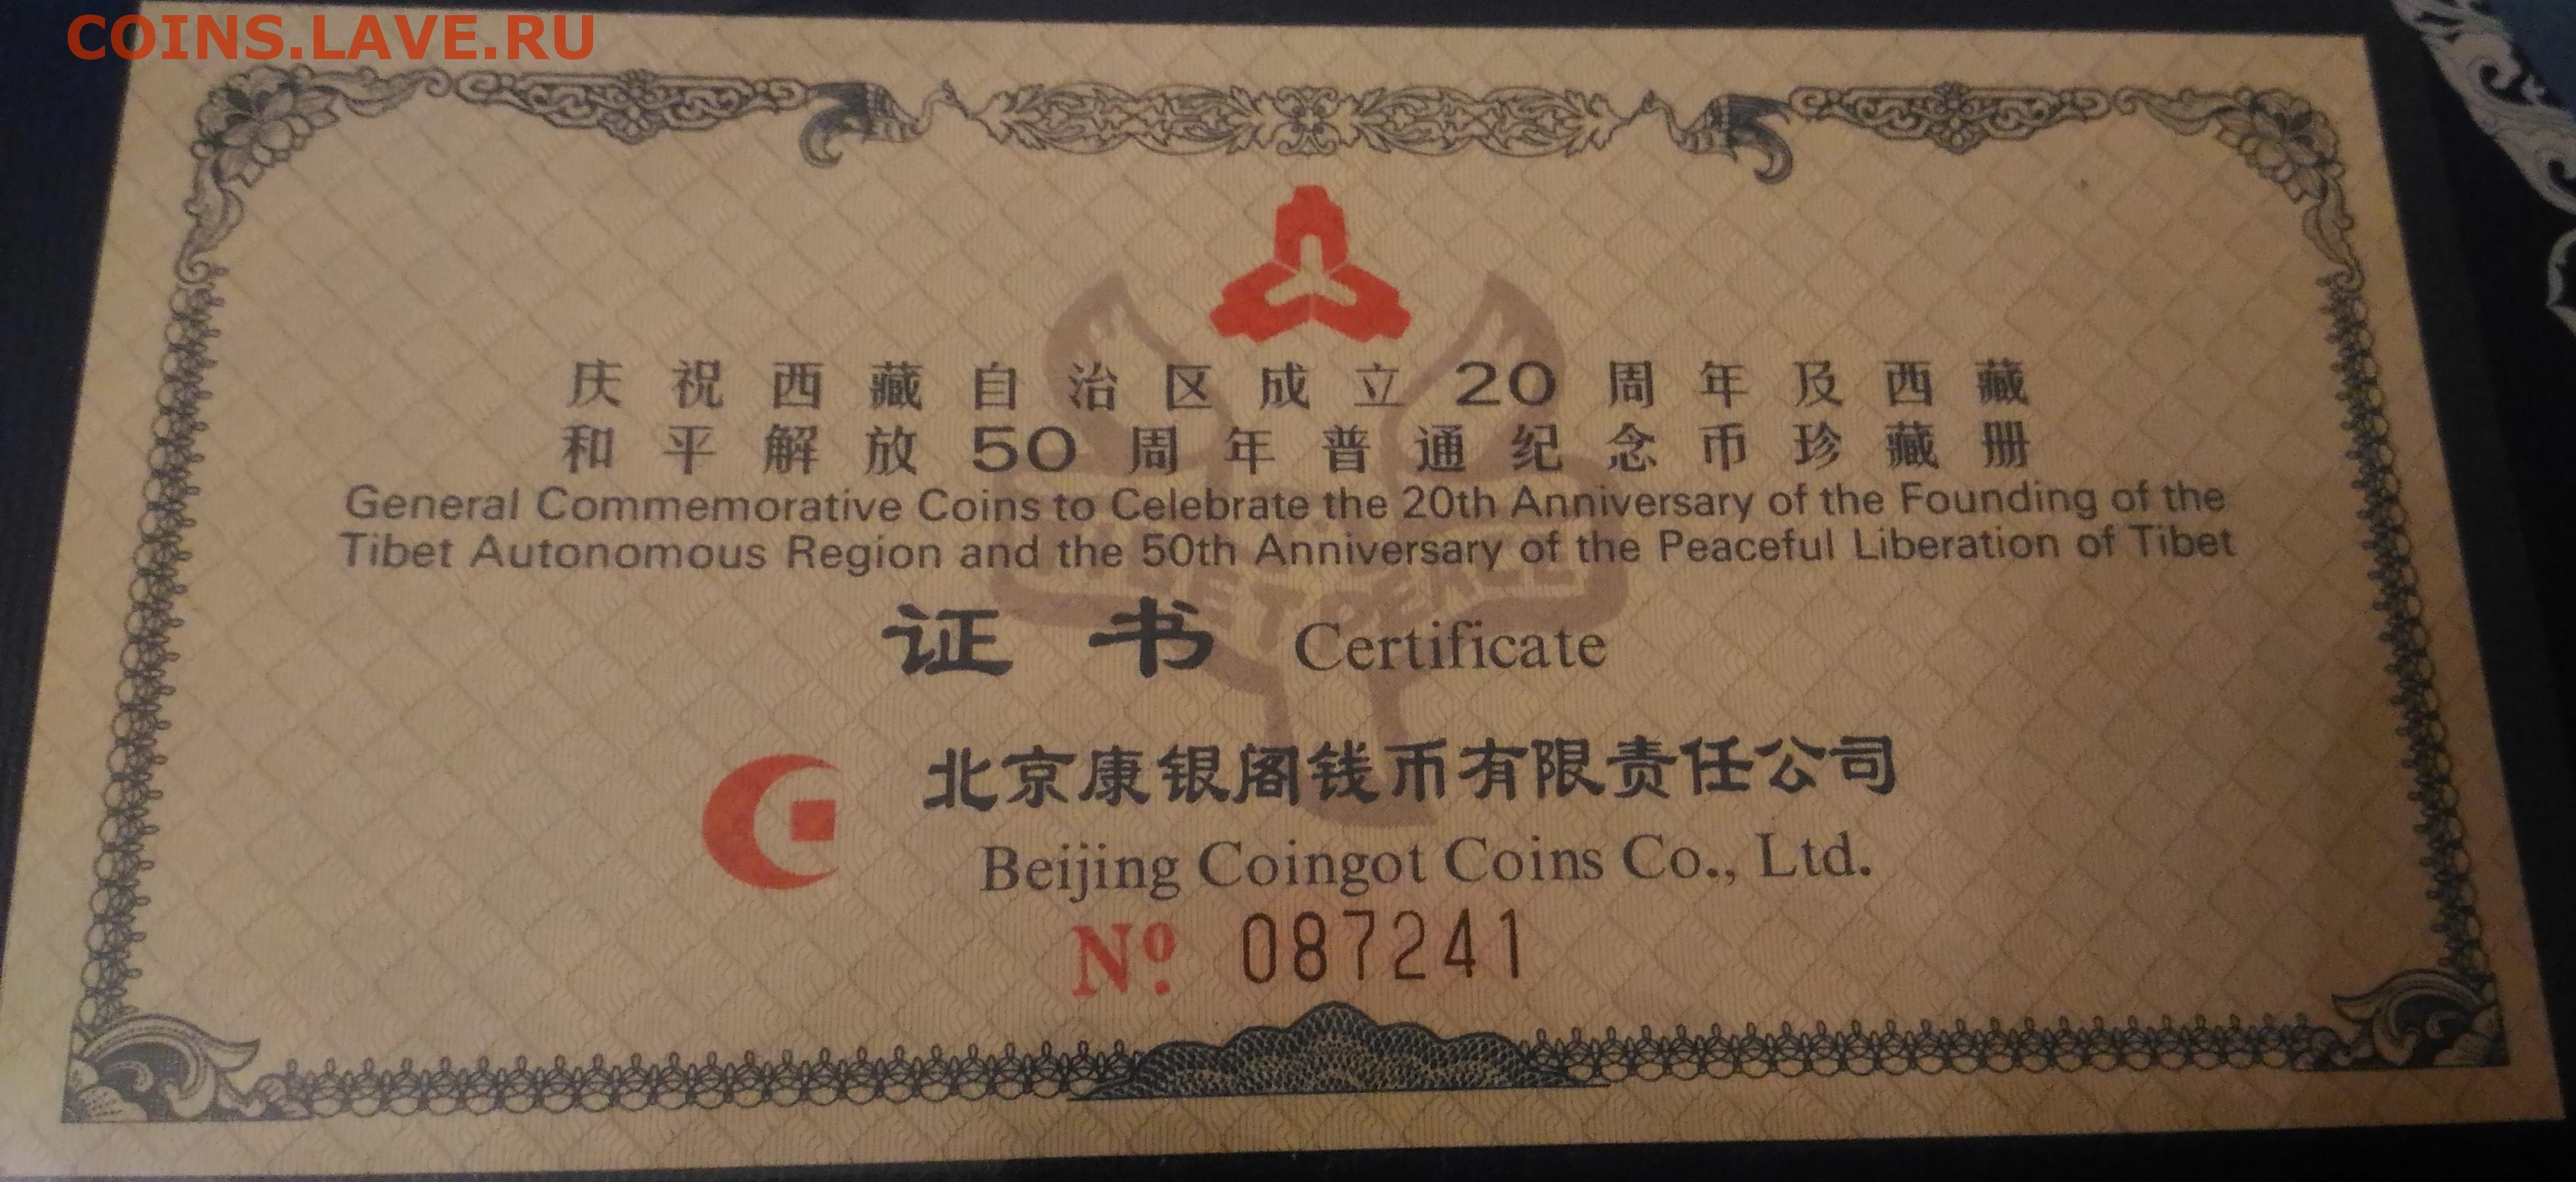 COINS.LAVE.RU
庆祝西藏自治区成立20周年及西藏
和平解放50周年普通纪念币珍藏册
General Commemorative Coins to Celebrate the 20th Anniversary of the Founding of the
Tibet Autonomous Region and the 50th Anniversary of the Peaceful Liberation of Tibet
证书 Certificate
北京康银阁钱币有限责任公司
Beijing Coingot Coins Co., Ltd.
Nº. 087241